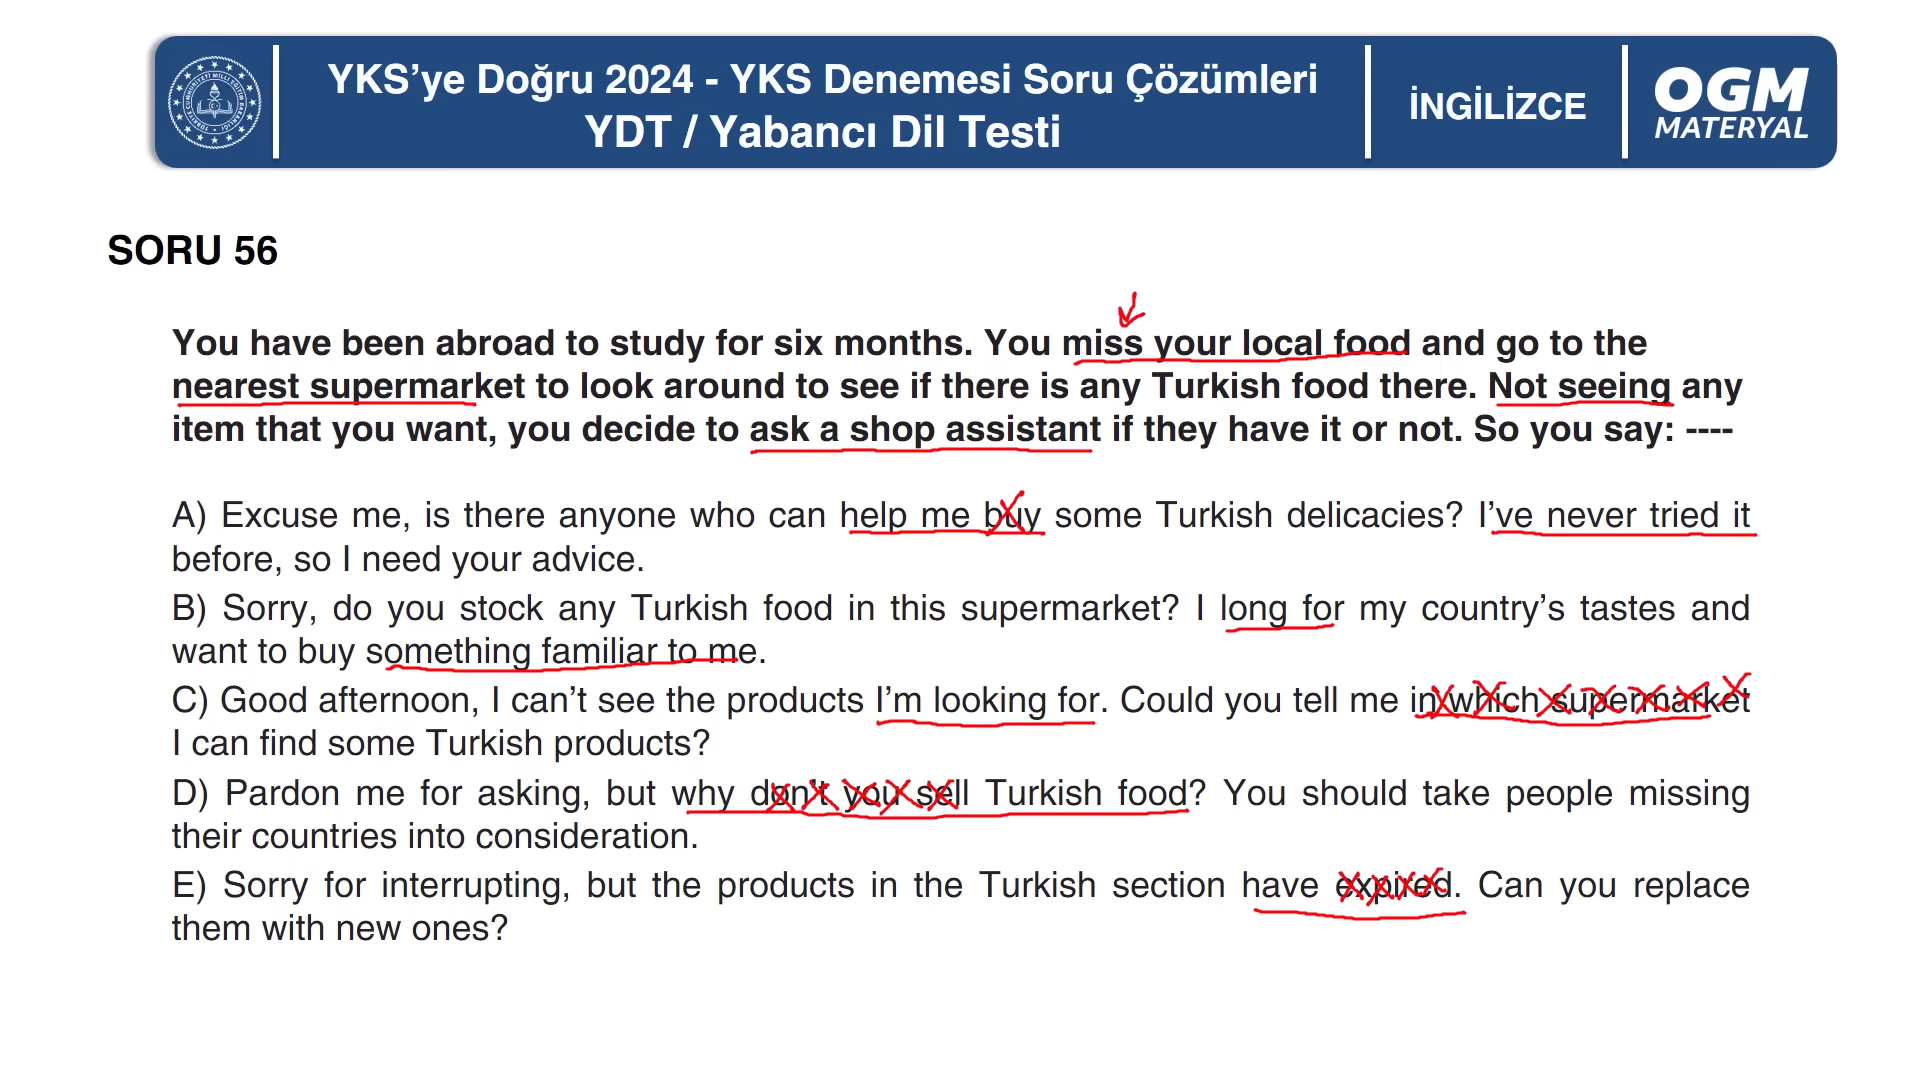 YKS'ye Doğru 2024 - YKS Denemesi Soru Çözümleri
YDT / Yabancı Dil Testi
İNGİLİZCE
OGM
MATERYAL
SORU 56
You have been abroad to study for six months. You miss your local food and go to the
nearest supermarket to look around to see if there is any Turkish food there. Not seeing any
item that you want, you decide to ask a shop assistant if they have it or not. So you say: ----
A) Excuse me, is there anyone who can help me buy some Turkish delicacies? I've never tried it
before, so I need your advice.
B) Sorry, do you stock any Turkish food in this supermarket? I long for my country's tastes and
want to buy something familiar to me.
C) Good afternoon, I can't see the products I'm looking for. Could you tell me in which supermarket
I can find some Turkish products?
D) Pardon me for asking, but why don't you sell Turkish food? You should take people missing
their countries into consideration.
E) Sorry for interrupting, but the products in the Turkish section have expired. Can you replace
them with new ones?